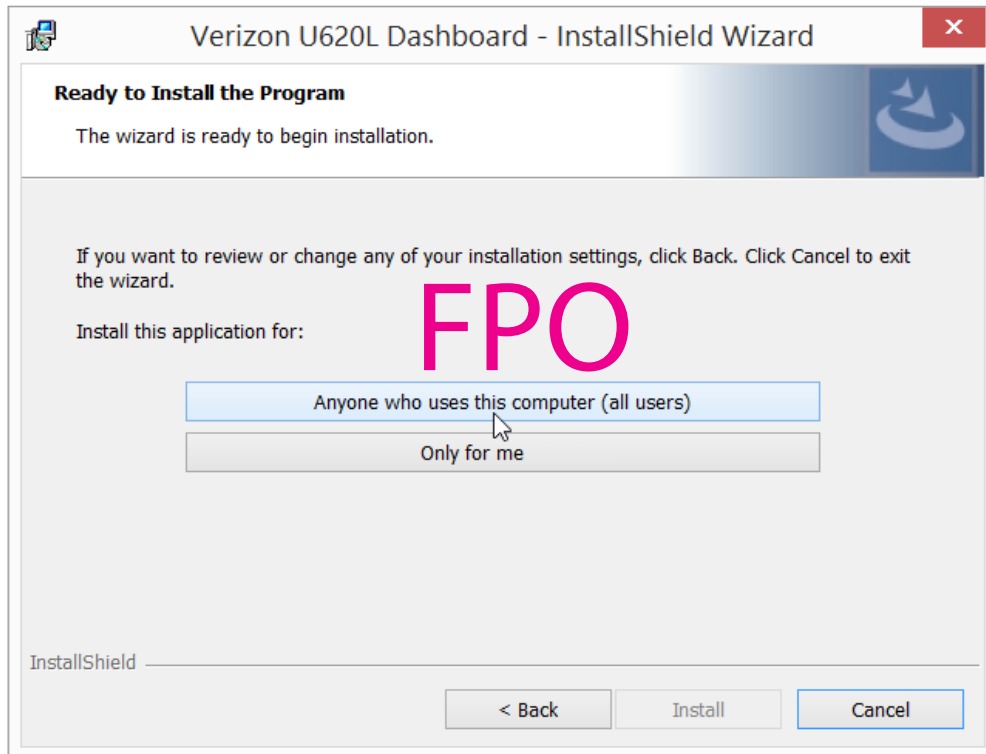 Verizon U620L Dashboard - InstallShield Wizard
x
Ready to Install the Program
The wizard is ready to begin installation.
If you want to review or change any of your installation settings, click Back. Click Cancel to exit
the wizard.
FPO
Install this application for:
Anyone who uses this computer (all users)
Only for me
InstallShield
< Back Install Cancel